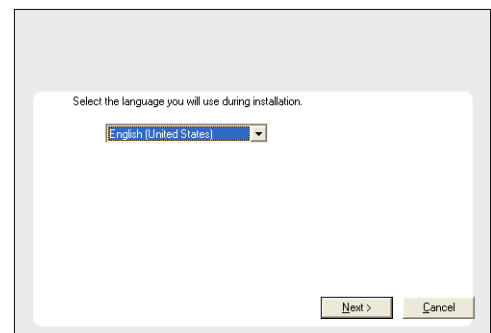 Select the language you will use during installation.
English (United States)
Next > Cancel